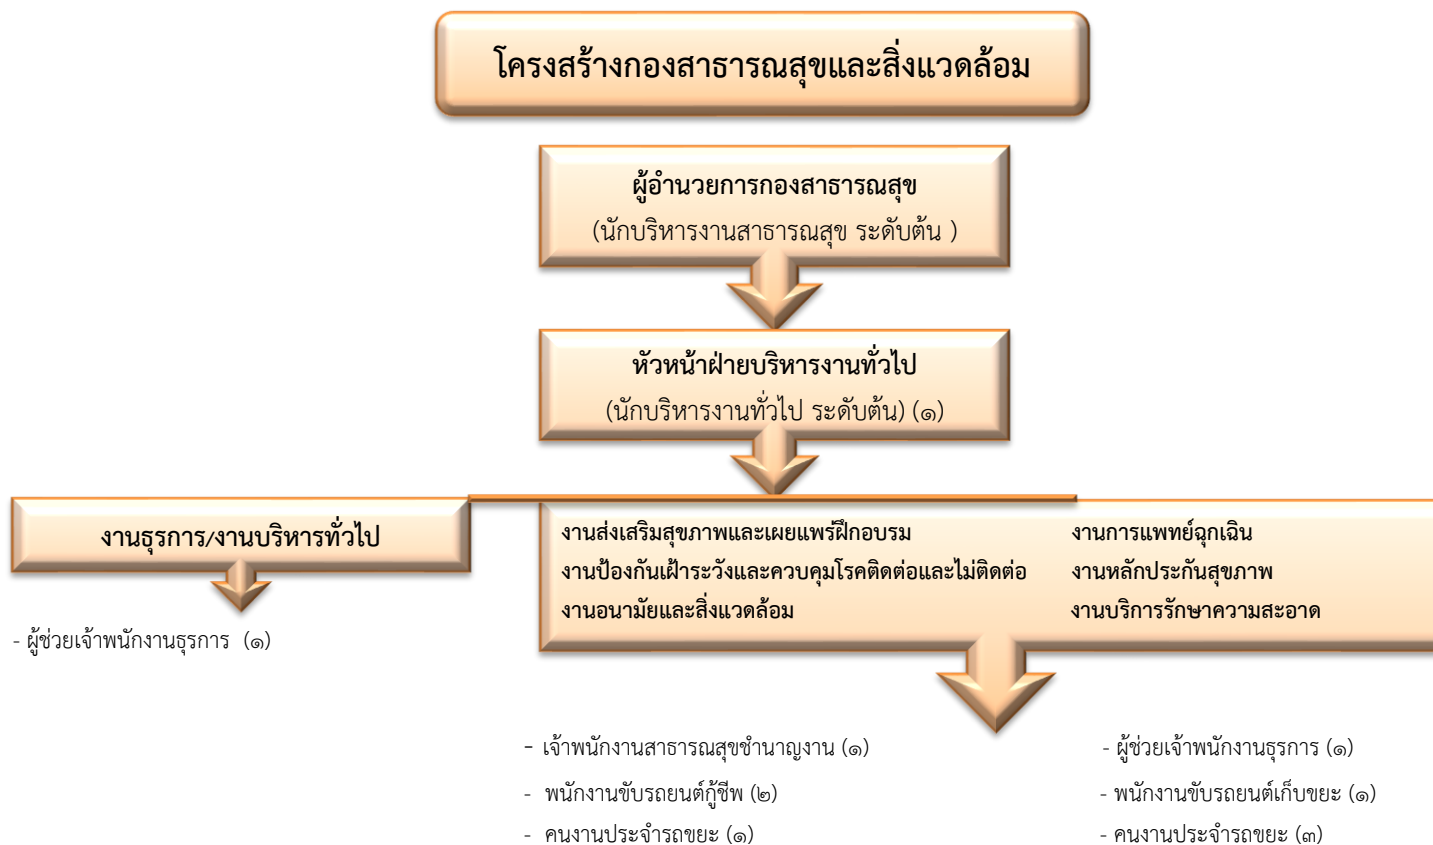 โครงสร้างกองสาธารณสุขและสิ่งแวดล้อม
ผู้อำนวยการกองสาธารณสุข
(นักบริหารงานสาธารณสุข ระดับต้น )
หัวหน้าฝ่ายบริหารงานทั่วไป
(นักบริหารงานทั่วไป ระดับต้น) (๑)
งานธุรการ/งานบริหารทั่วไป
- ผู้ช่วยเจ้าพนักงานธุรการ (๑)
งานส่งเสริมสุขภาพและเผยแพร่ฝึกอบรม
งานป้องกันเฝ้าระวังและควบคุมโรคติดต่อและไม่ติดต่อ
งานอนามัยและสิ่งแวดล้อม
งานการแพทย์ฉุกเฉิน
งานหลักประกันสุขภาพ
งานบริการรักษาความสะอาด
- เจ้าพนักงานสาธารณสุขชำนาญงาน (๑)
- พนักงานขับรถยนต์กู้ชีพ (๒)
- คนงานประจำรถขยะ (๑)
- ผู้ช่วยเจ้าพนักงานธุรการ (๑)
- พนักงานขับรถยนต์เก็บขยะ (๑)
- คนงานประจำรถขยะ (๓)